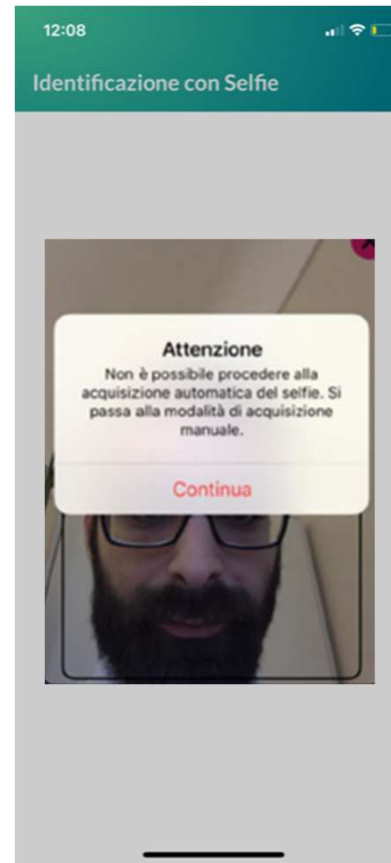 12:08
Identificazione con Selfie
Attenzione
Non è possibile procedere alla
acquisizione automatica del selfie. Si
passa alla modalità di acquisizione
manuale.
Continua